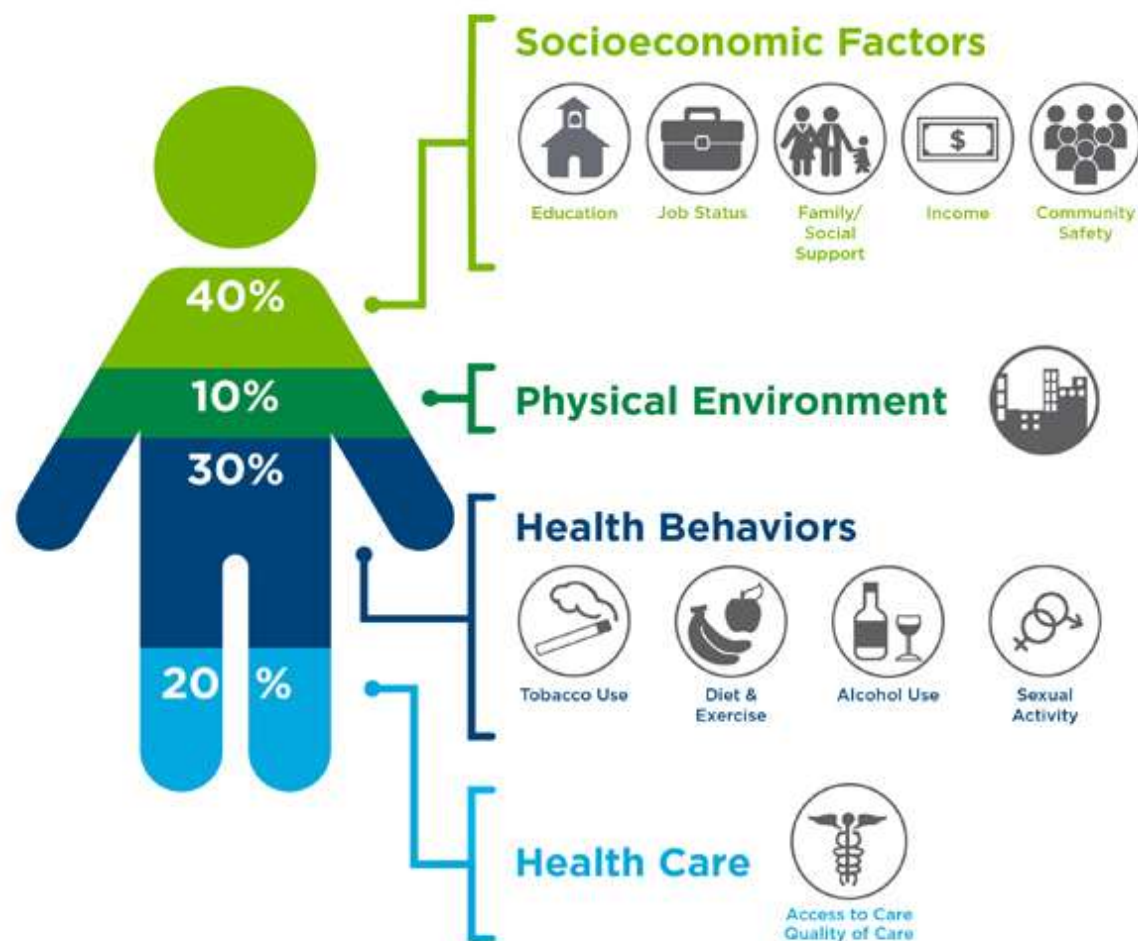 Socioeconomic Factors
$
Education
Job Status
Family/
Social
Support
Income
Community
Safety
40%
10%
Physical Environment
30%
Health Behaviors
Tobacco Use
Diet &
Exercise
Alcohol Use
Sexual
Activity
20 %
Health Care
Access to Care
Quality of Care